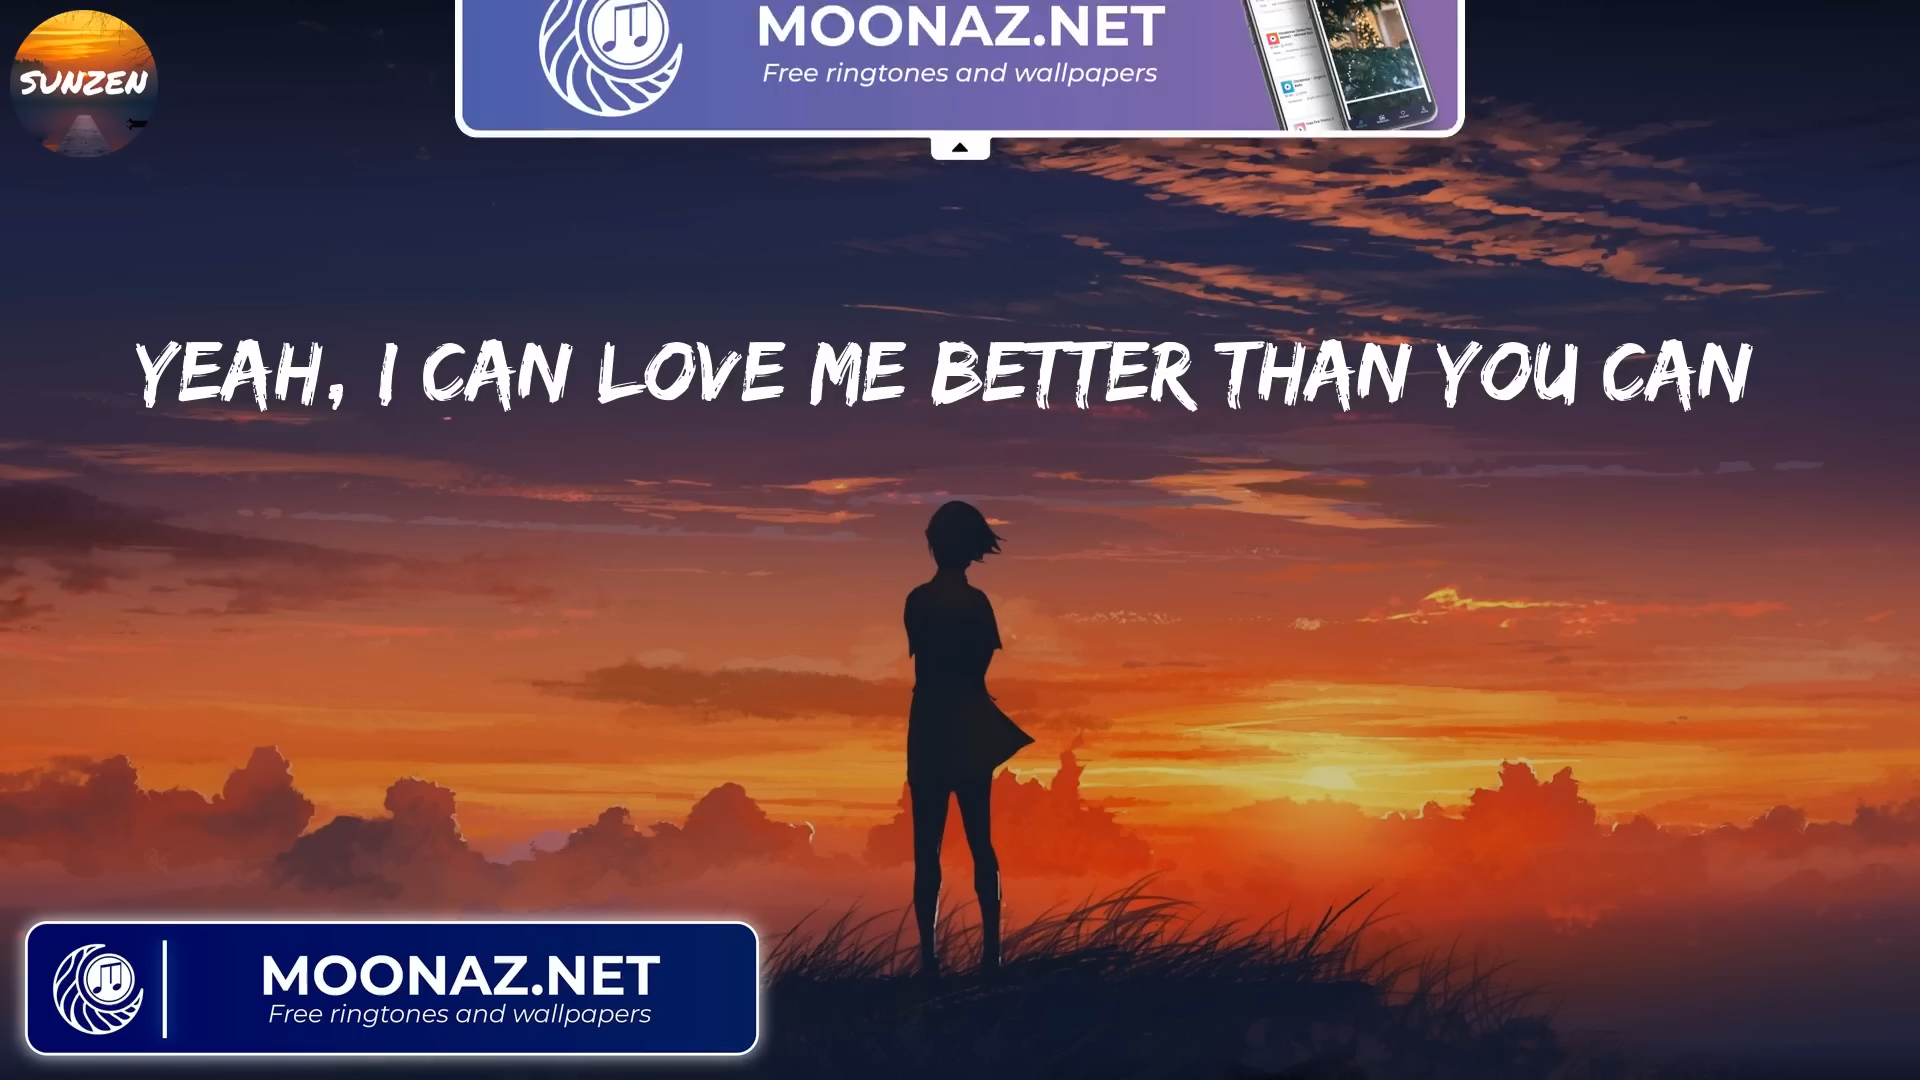 SUNZEN
MOONAZ.NET
Free ringtones and wallpapers
YEAH, I CAN LOVE ME BETTER THAN YOU CAN
MOONAZ.NET
Free ringtones and wallpapers